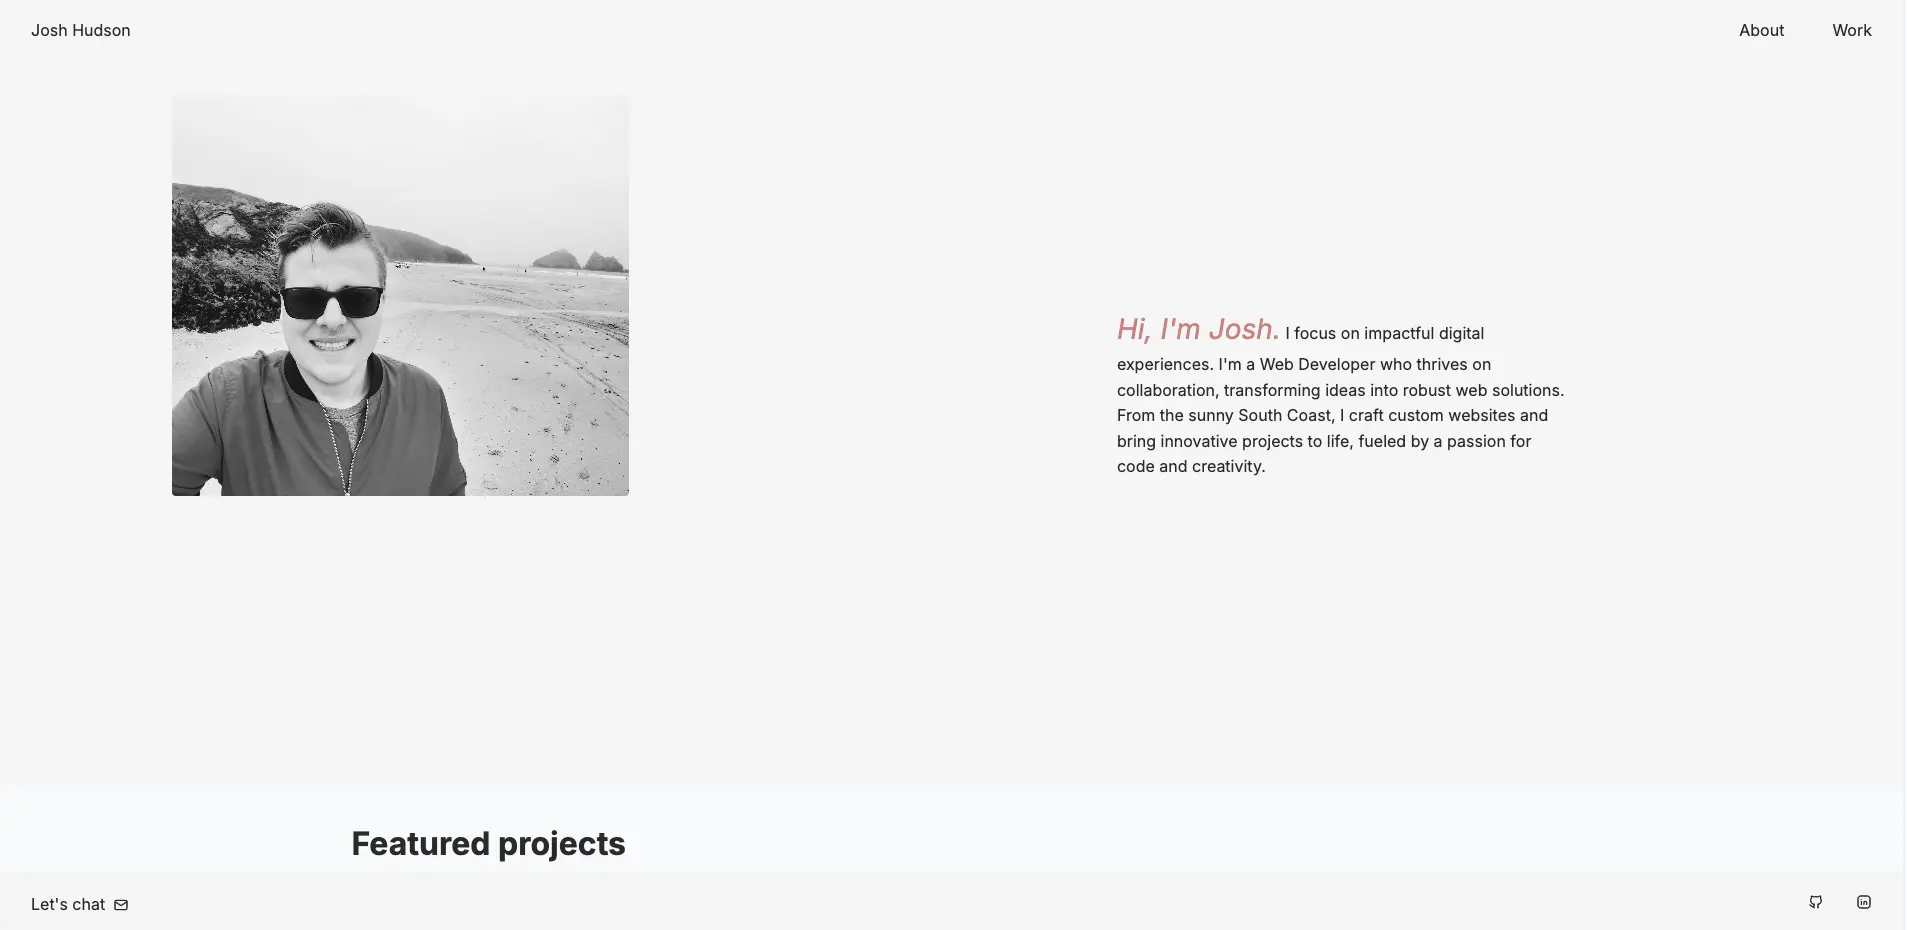 Josh Hudson
About
Work
Hi, I'm Josh. I focus on impactful digital
experiences. I'm a Web Developer who thrives on
collaboration, transforming ideas into robust web solutions.
From the sunny South Coast, I craft custom websites and
bring innovative projects to life, fueled by a passion for
code and creativity.
Featured projects
Let's chat
in